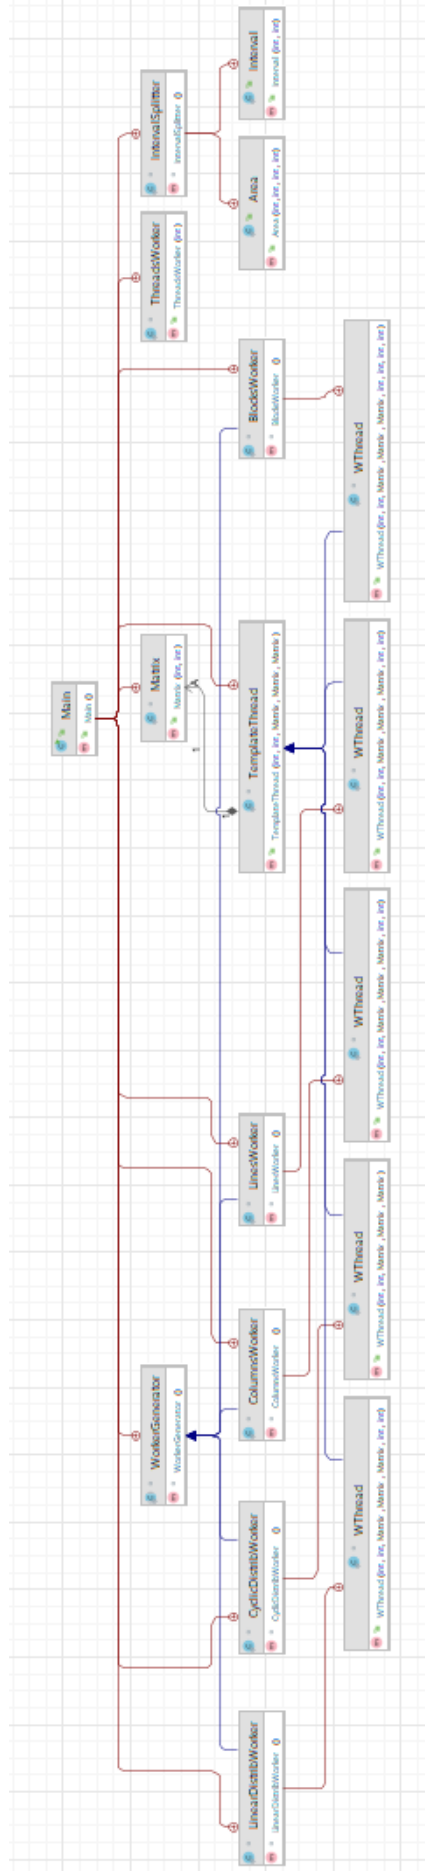 Main
Main ()
WorkerGenerator
WorkerGenerator ()
Matrix
Matrix (int, int)
1
1
ThreadsWorker
ThreadsWorker (int)
IntervalSplitter
IntervalSplitter ()
LinearDistribWorker
LinearDistribWorker ()
CyclicDistribWorker
CyclicDistribWorker ()
ColumnsWorker
ColumnsWorker ()
LinesWorker
LinesWorker ()
TemplateThread
TemplateThread (int, int, Matrix, Matrix, Matrix)
BlocksWorker
BlocksWorker ()
Area
Area (int, int, int, int)
Interval
Interval (int, int)
WThread
WThread (int, int, Matrix, Matrix, Matrix, int, int)
WThread
WThread (int, int, Matrix, Matrix, Matrix)
WThread
WThread (int, int, Matrix, Matrix, Matrix, int, int)
WThread
WThread (int, int, Matrix, Matrix, Matrix, int, int)
WThread
WThread (int, int, Matrix, Matrix, Matrix, int, int, int, int)